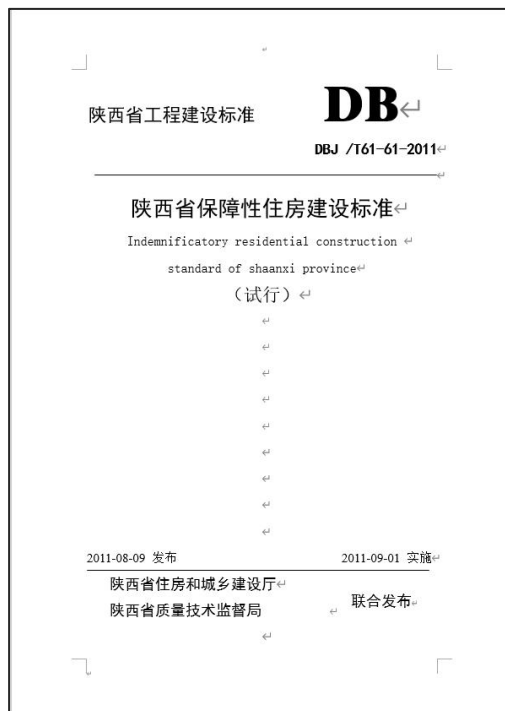 陕西省工程建设标准
DB
DBJ /T61-61-2011
陕西省保障性住房建设标准
Indemnificatory residential construction
standard of shaanxi province
（试行）
2011-08-09 发布
2011-09-01 实施
陕西省住房和城乡建设厅
陕西省质量技术监督局
联合发布